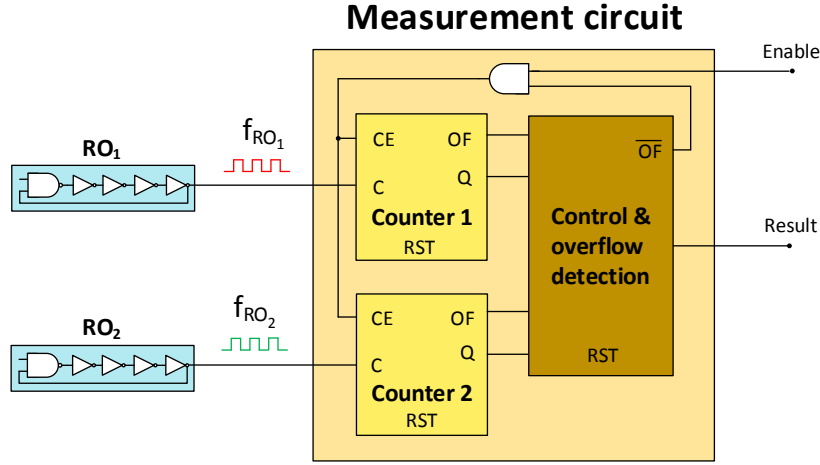 Measurement circuit
Enable
RO1
fRO1
CE
OF
C
Q
Counter 1
RST
OF
Control &
overflow
detection
RST
Result
RO2
fRO2
CE
OF
C
Q
Counter 2
RST